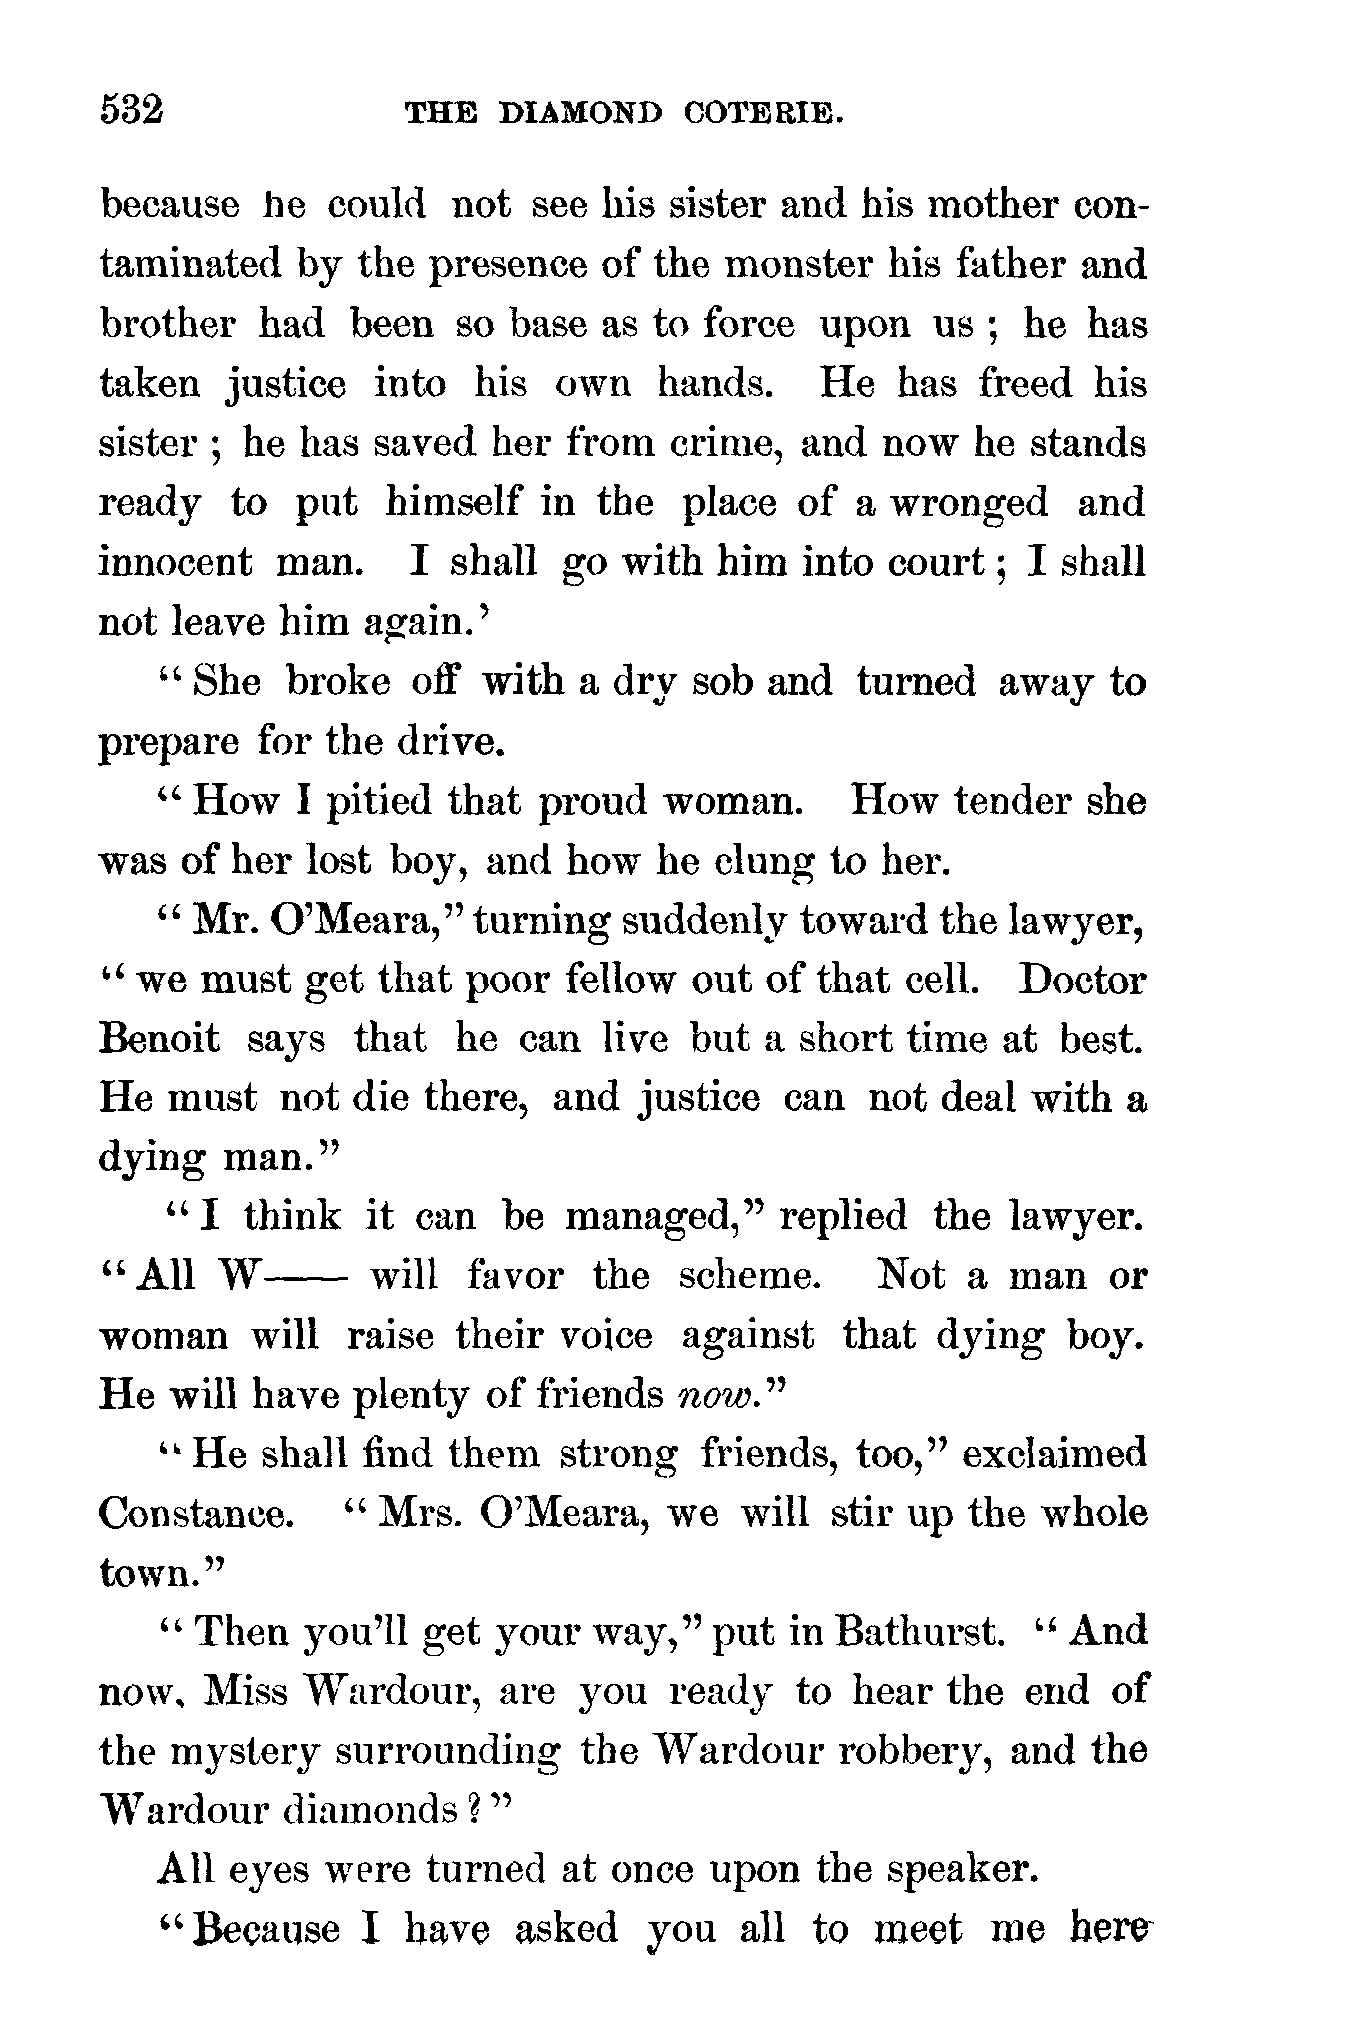 532 THE DIAMOND COTERIE.
because he could not see his sister and his mother con-
taminated by the presence of the monster his father and
brother had been so base as to force upon us ; he has
taken justice into his own hands. He has freed his
sister ; he has saved her from crime, and now he stands
ready to put himself in the place of a wronged and
innocent man. I shall go with him into court ; I shall
not leave him again.’
“ She broke off with a dry sob and turned away to
prepare for the drive.
“ How I pitied that proud woman. How tender she
was of her lost boy, and how he clung to her.
“ Mr. O’Meara,” turning suddenly toward the lawyer,
“ we must get that poor fellow out of that cell. Doctor
Benoit says that he can live but a short time at best.
He must not die there, and justice can not deal with a
dying man.”
“ I think it can be managed,” replied the lawyer.
“ All W—— will favor the scheme. Not a man or
woman will raise their voice against that dying boy.
He will have plenty of friends now.”
“ He shall find them strong friends, too,” exclaimed
Constance. “ Mrs. O’Meara, we will stir up the whole
town.”
“ Then you’ll get your way,” put in Bathurst. “ And
now, Miss Wardour, are you ready to hear the end of
the mystery surrounding the Wardour robbery, and the
Wardour diamonds ? ”
All eyes were turned at once upon the speaker.
“ Because I have asked you all to meet me here